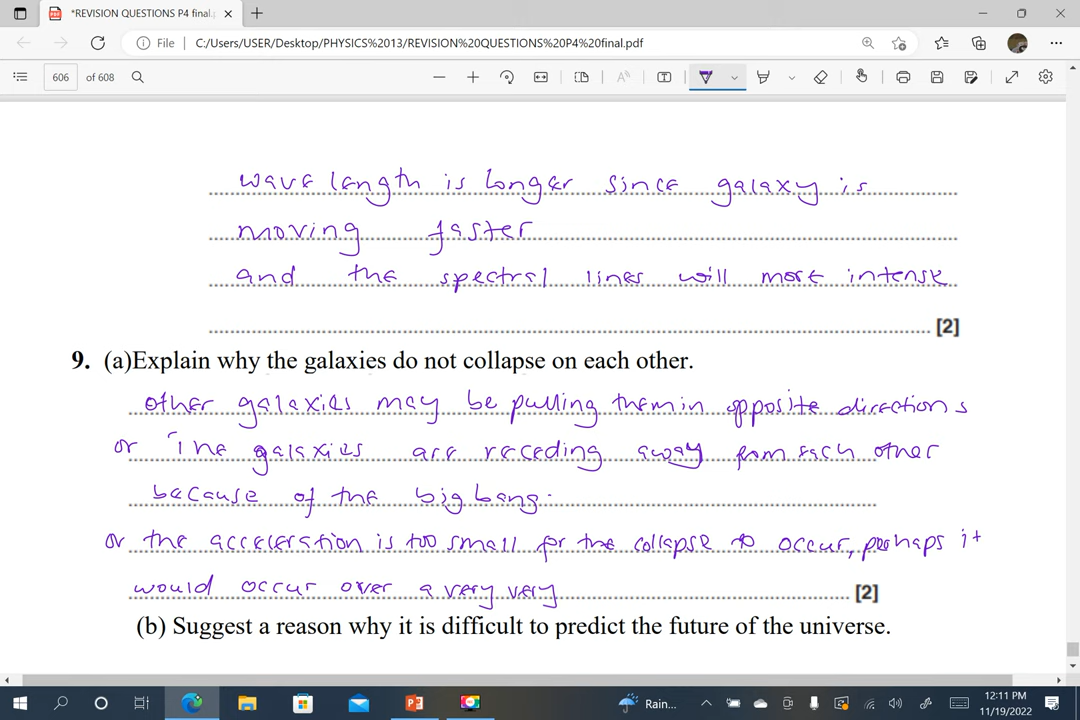 *REVISION QUESTIONS P4 final.p
File C:/Users/USER/Desktop/PHYSICS%2013/REVISION%20QUESTIONS%20P4%20final.pdf
606 of 608
wave length is longer since galaxy is
moving faster
and the spectral lines will more intense
[2]
9. (a)Explain why the galaxies do not collapse on each other.
other galaxies may be pulling them in opposite directions
or The galaxies are receding away from each other
because of the big bang.
or the acceleration is too small for the collapse to occur, perhaps it
would occur over a very very [2]
(b) Suggest a reason why it is difficult to predict the future of the universe.
Rain... 12:11 PM
11/19/2022